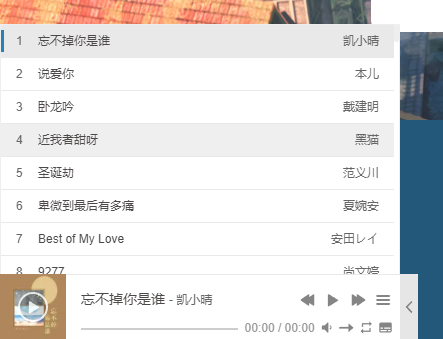 1 忘不掉你是谁 凯小晴
2 说爱你 本儿
3 卧龙吟 戴建明
4 近我者甜呀 黑猫
5 圣诞劫 范义川
6 卑微到最后有多痛 夏婉安
7 Best of My Love 安田レイ
8 9277 尚文婷
忘不掉你是谁 - 凯小晴
00:00 / 00:00